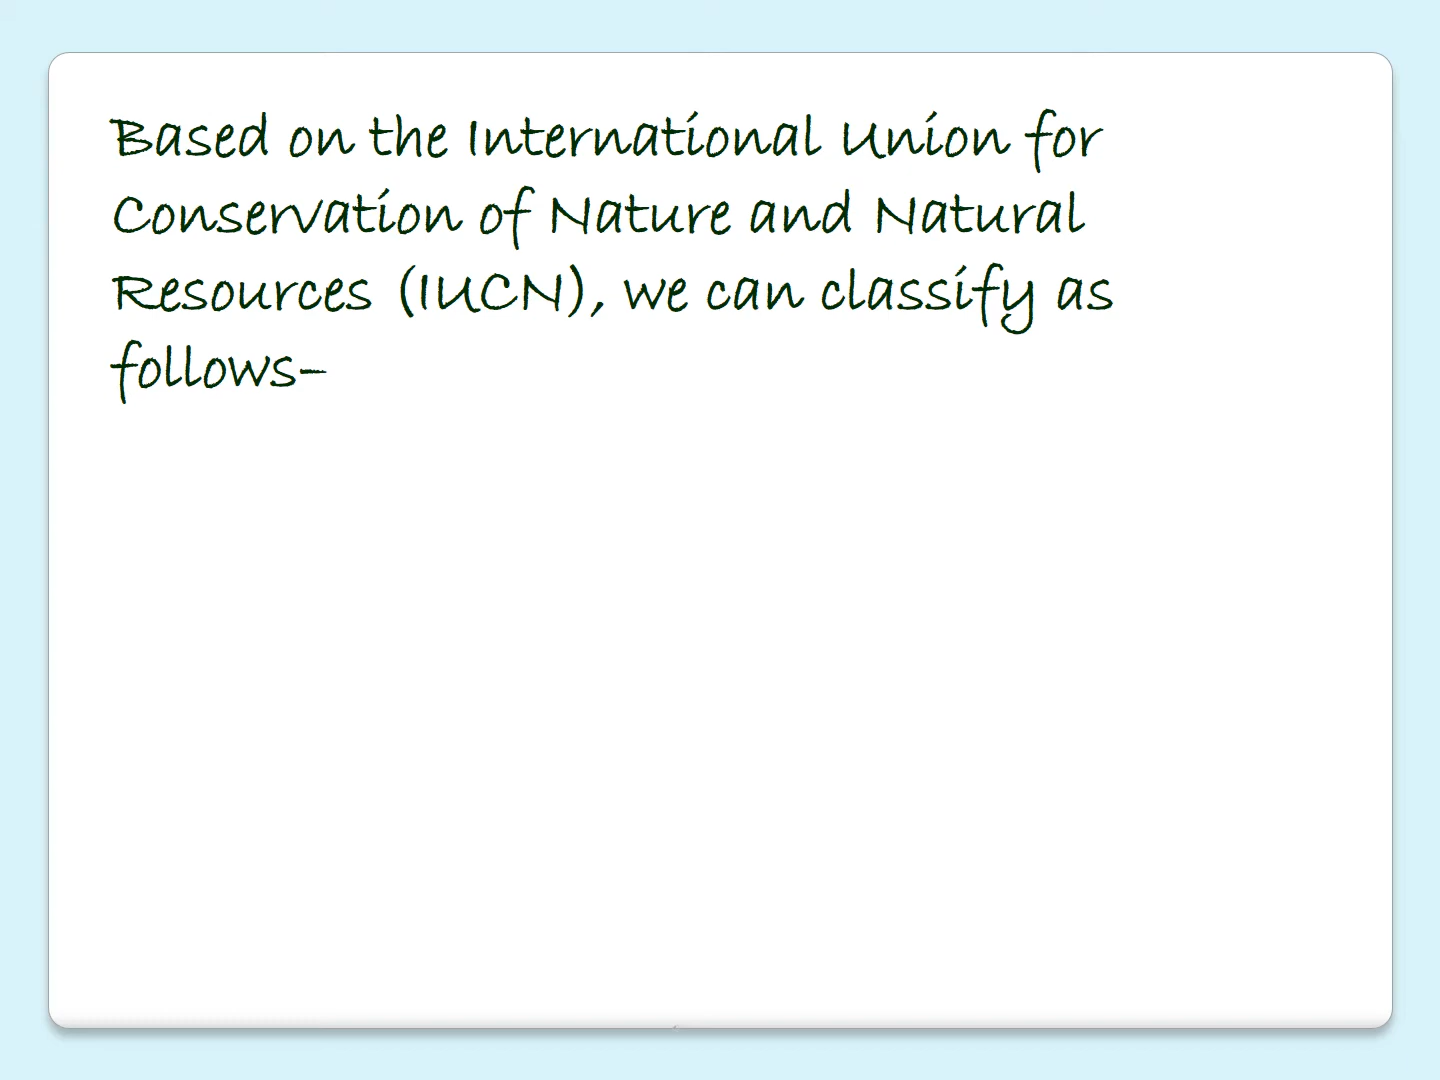 Based on the International Union for
Conservation of Nature and Natural
Resources (IUCN), we can classify as
follows–